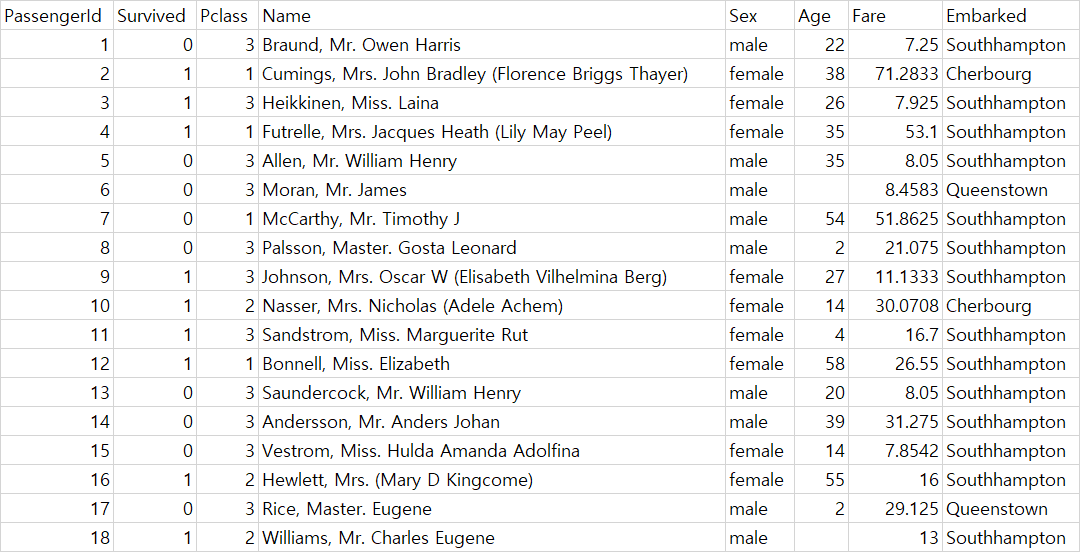 PassengerId Survived Pclass Name Sex Age Fare Embarked
1 0 3 Braund, Mr. Owen Harris male 22 7.25 Southhampton
2 1 1 Cumings, Mrs. John Bradley (Florence Briggs Thayer) female 38 71.2833 Cherbourg
3 1 3 Heikkinen, Miss. Laina female 26 7.925 Southhampton
4 1 1 Futrelle, Mrs. Jacques Heath (Lily May Peel) female 35 53.1 Southhampton
5 0 3 Allen, Mr. William Henry male 35 8.05 Southhampton
6 0 3 Moran, Mr. James male 8.4583 Queenstown
7 0 1 McCarthy, Mr. Timothy J male 54 51.8625 Southhampton
8 0 3 Palsson, Master. Gosta Leonard male 2 21.075 Southhampton
9 1 3 Johnson, Mrs. Oscar W (Elisabeth Vilhelmina Berg) female 27 11.1333 Southhampton
10 1 2 Nasser, Mrs. Nicholas (Adele Achem) female 14 30.0708 Cherbourg
11 1 3 Sandstrom, Miss. Marguerite Rut female 4 16.7 Southhampton
12 1 1 Bonnell, Miss. Elizabeth female 58 26.55 Southhampton
13 0 3 Saundercock, Mr. William Henry male 20 8.05 Southhampton
14 0 3 Andersson, Mr. Anders Johan male 39 31.275 Southhampton
15 0 3 Vestrom, Miss. Hulda Amanda Adolfina female 14 7.8542 Southhampton
16 1 2 Hewlett, Mrs. (Mary D Kingcome) female 55 16 Southhampton
17 0 3 Rice, Master. Eugene male 2 29.125 Queenstown
18 1 2 Williams, Mr. Charles Eugene male 13 Southhampton